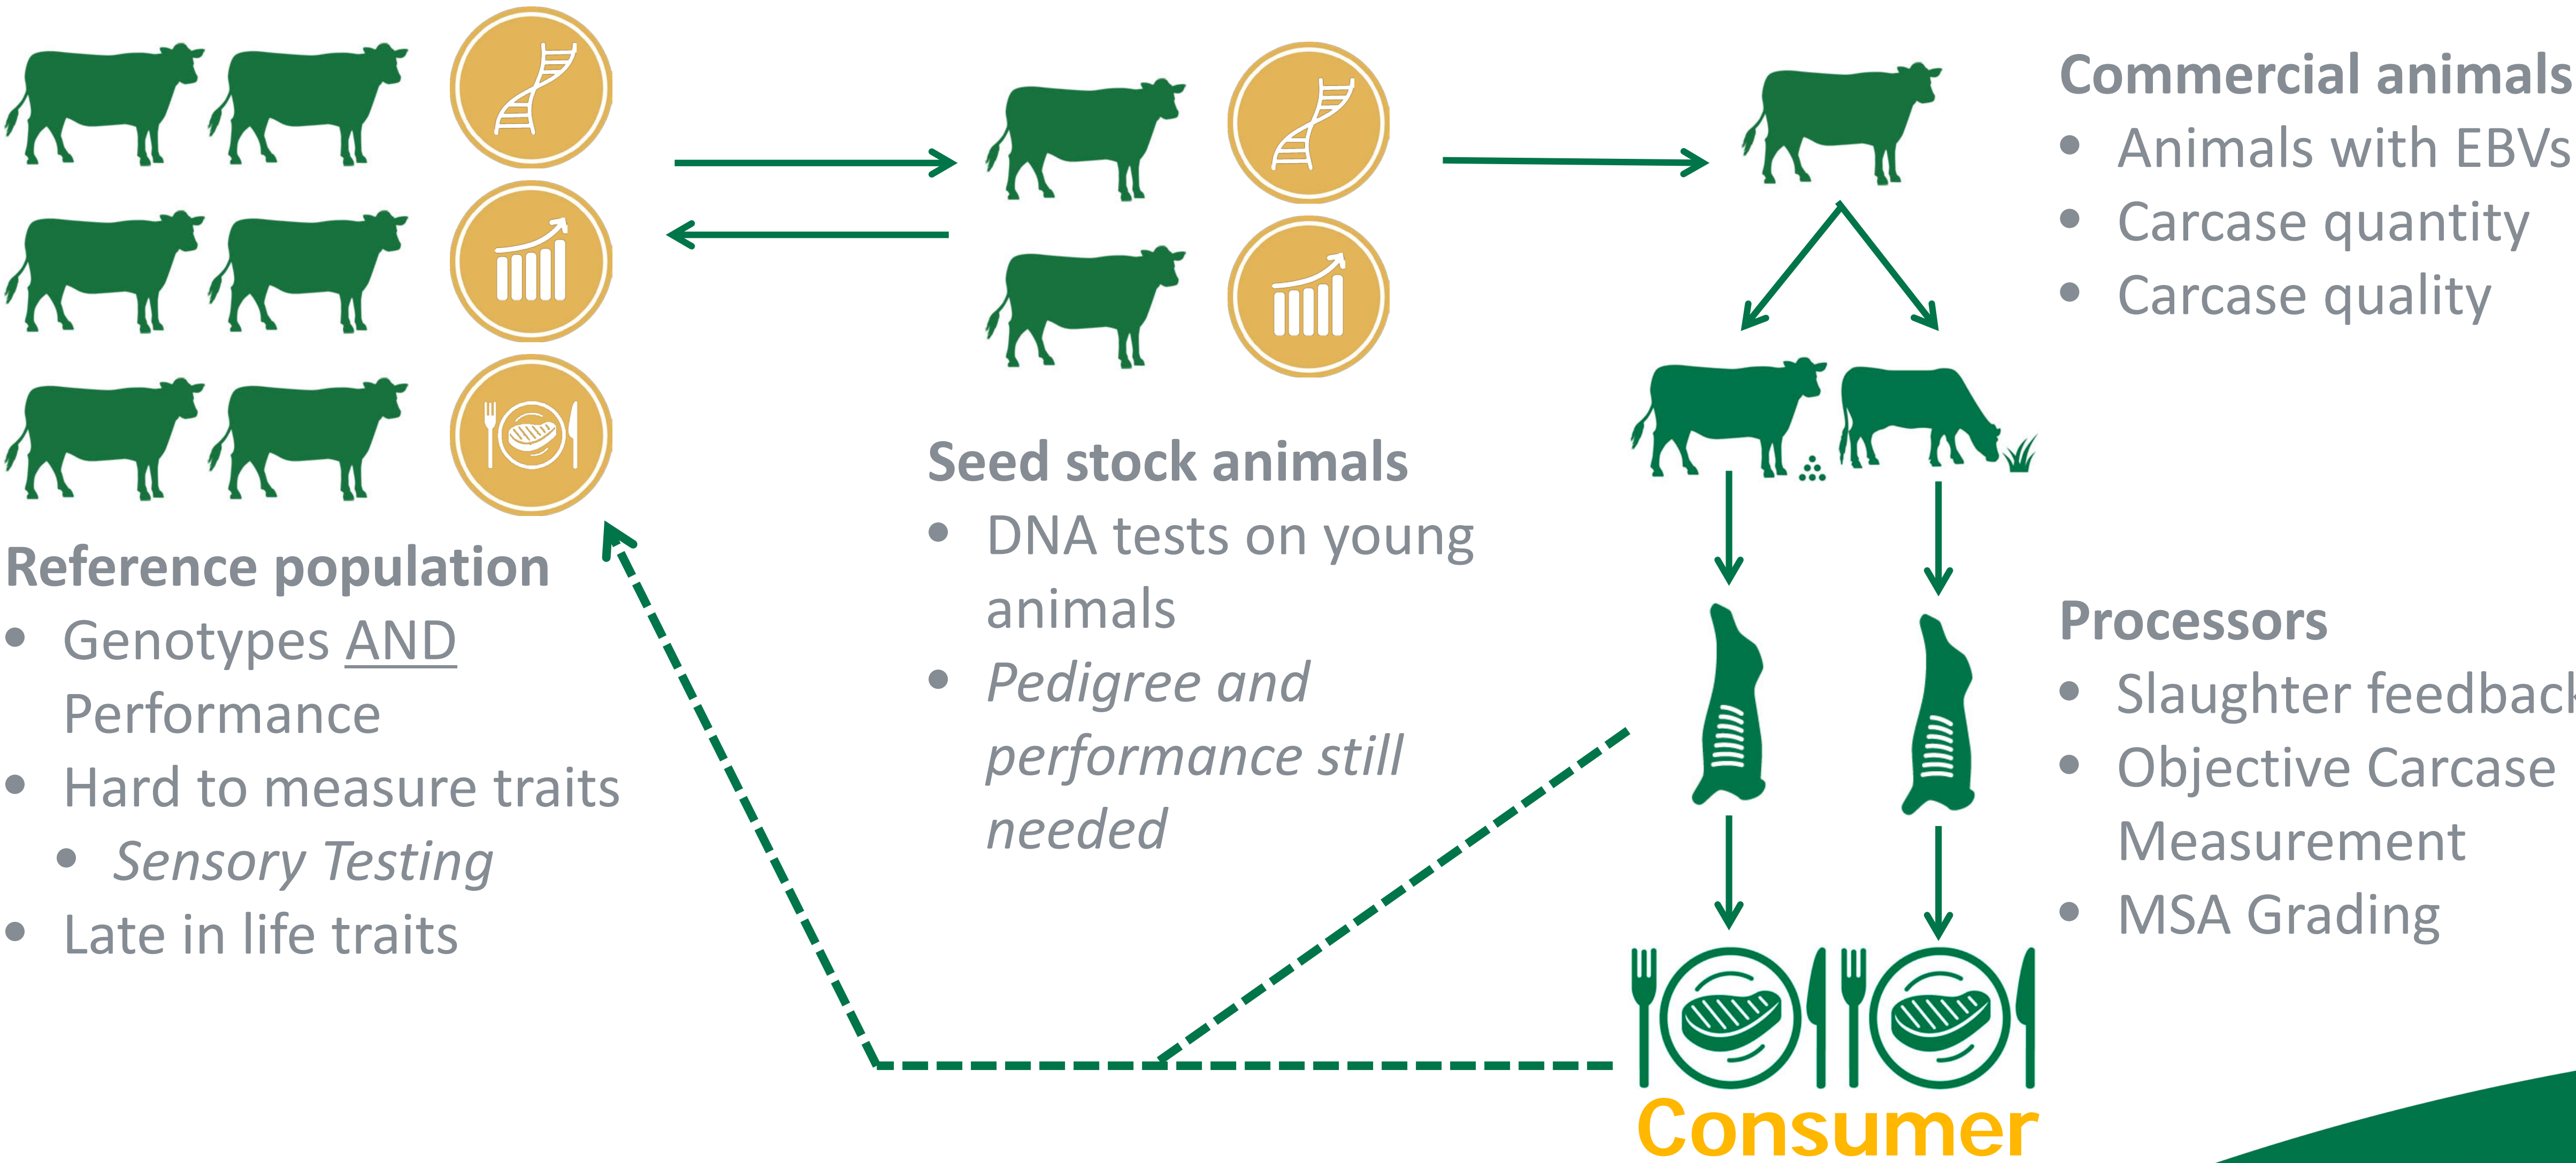 Reference population
• Genotypes AND
Performance
• Hard to measure traits
• Sensory Testing
• Late in life traits
Seed stock animals
• DNA tests on young
animals
• Pedigree and
performance still
needed
Commercial animals
• Animals with EBVs
• Carcase quantity
• Carcase quality
Processors
• Slaughter feedback
• Objective Carcase
Measurement
• MSA Grading
Consumer